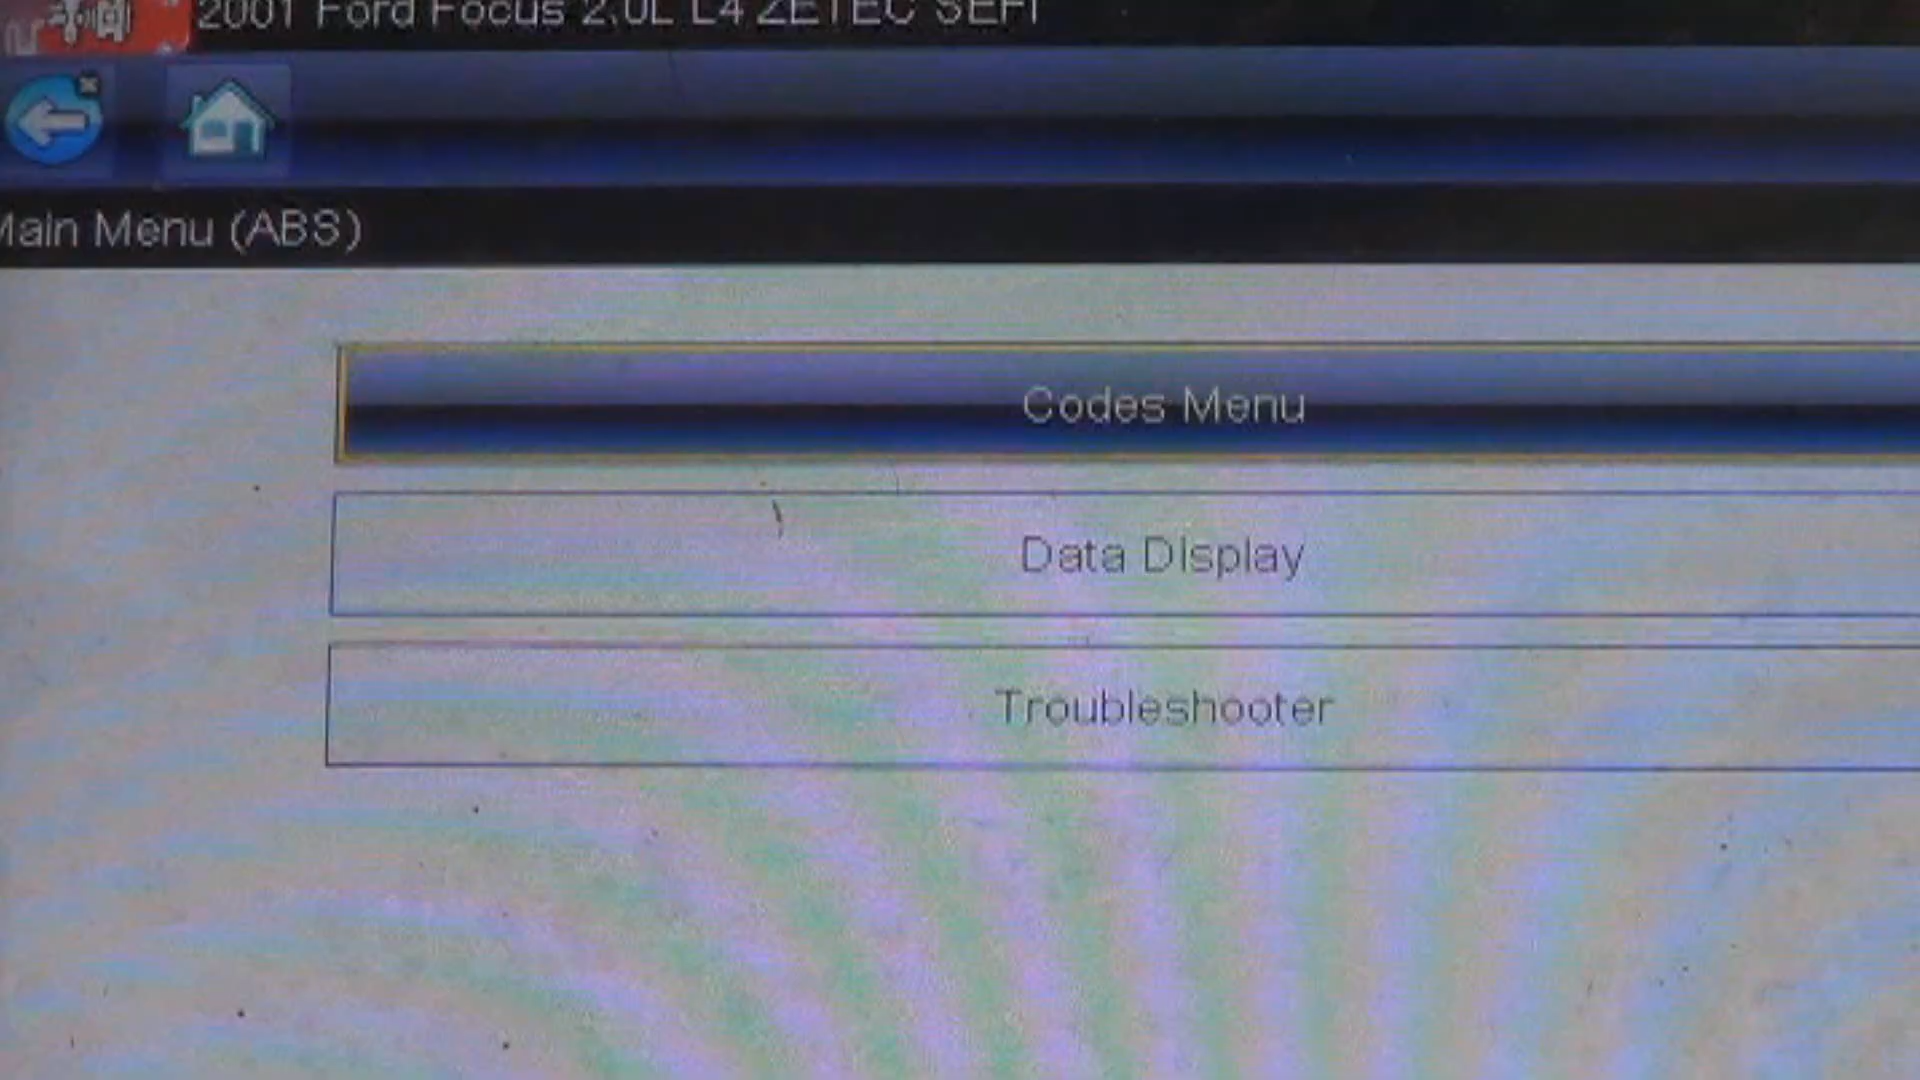 2001 Ford Focus 2.0L L4 ZETEC SEFI
Main Menu (ABS)
Codes Menu
Data Display
Troubleshooter